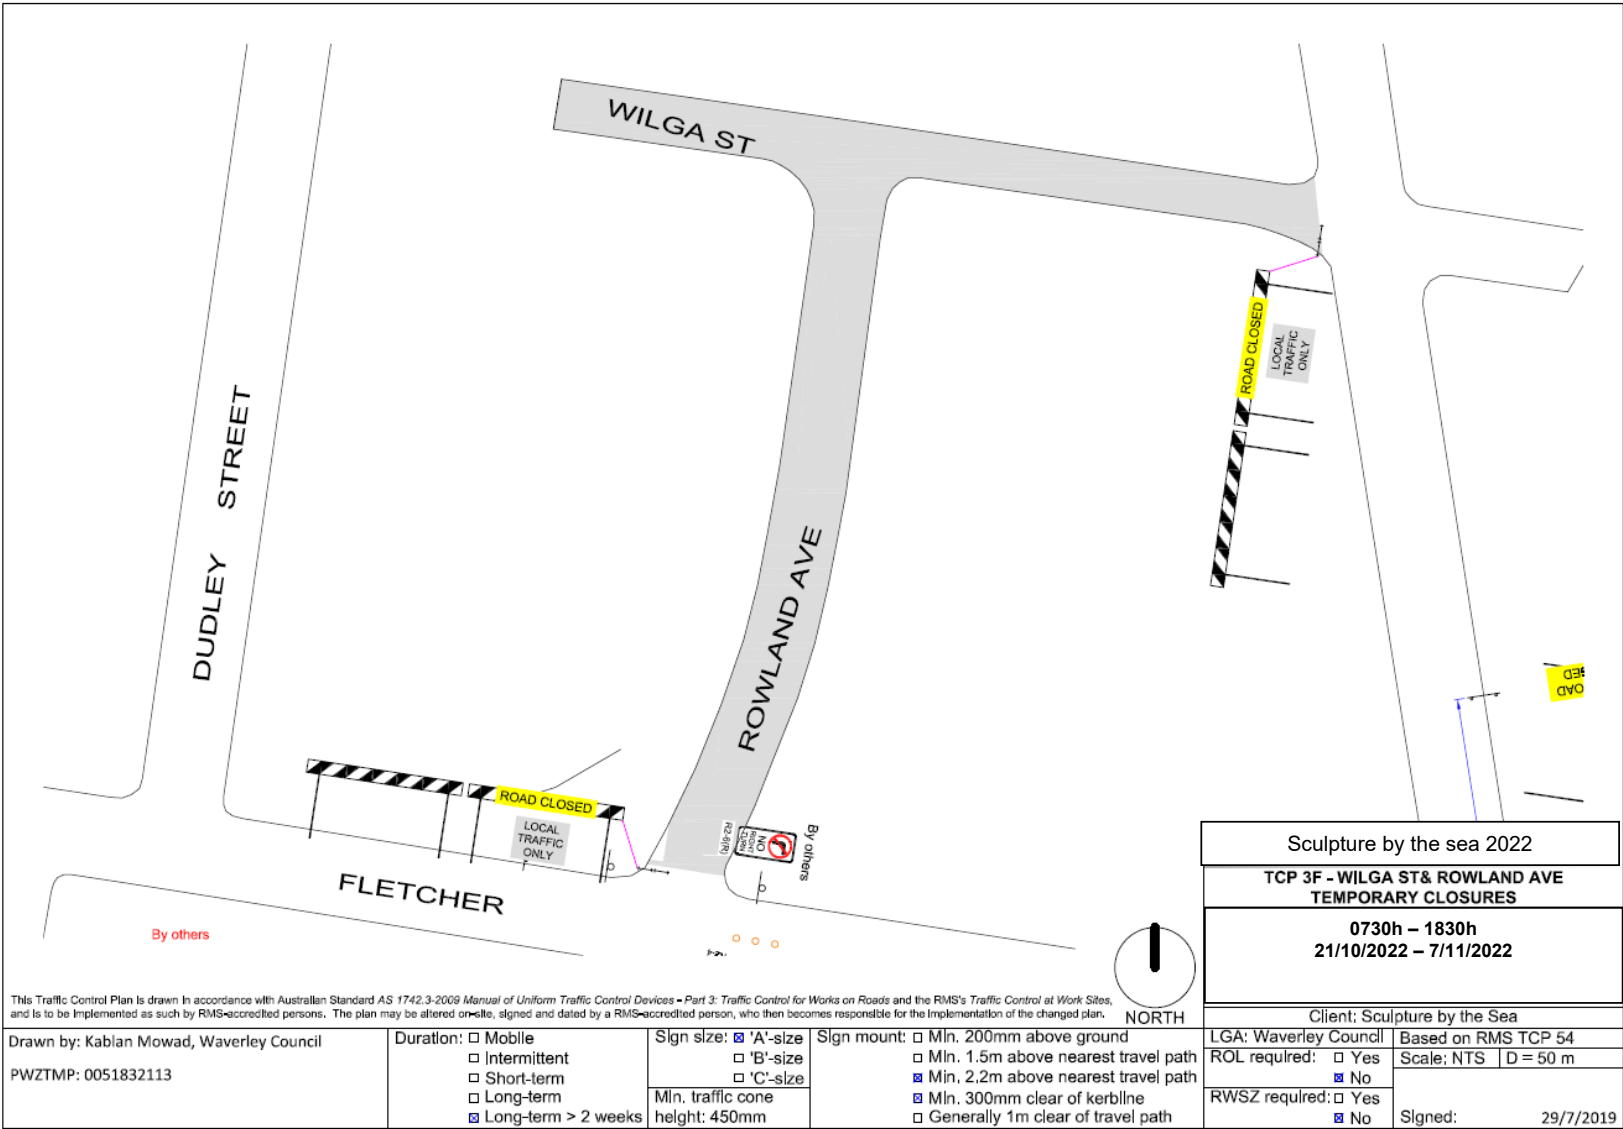 WILGA ST
DUDLEY STREET
ROWLAND AVE
ROAD CLOSED
LOCAL
TRAFFIC
ONLY
OAD
SED
ROAD CLOSED
LOCAL
TRAFFIC
ONLY
R2-6(R)
NO
RIGHT
TURN
By others
FLETCHER
By others
NORTH
Sculpture by the sea 2022
TCP 3F - WILGA ST& ROWLAND AVE
TEMPORARY CLOSURES
0730h – 1830h
21/10/2022 – 7/11/2022
Client: Sculpture by the Sea
This Traffic Control Plan is drawn in accordance with Australian Standard AS 1742.3-2009 Manual of Uniform Traffic Control Devices - Part 3: Traffic Control for Works on Roads and the RMS's Traffic Control at Work Sites,
and is to be implemented as such by RMS-accredited persons. The plan may be altered on-site, signed and dated by a RMS-accredited person, who then becomes responsible for the implementation of the changed plan.
Drawn by: Kablan Mowad, Waverley Council
PWZTMP: 0051832113
Duration: Mobile
Intermittent
Short-term
Long-term
Long-term > 2 weeks
Sign size: 'A'-size
'B'-size
'C'-size
Min. traffic cone
height: 450mm
Sign mount: Min. 200mm above ground
Min. 1.5m above nearest travel path
Min. 2.2m above nearest travel path
Min. 300mm clear of kerbline
Generally 1m clear of travel path
LGA: Waverley Council
ROL required: Yes
No
RWSZ required: Yes
No
Based on RMS TCP 54
Scale: NTS D = 50 m
Signed: 29/7/2019